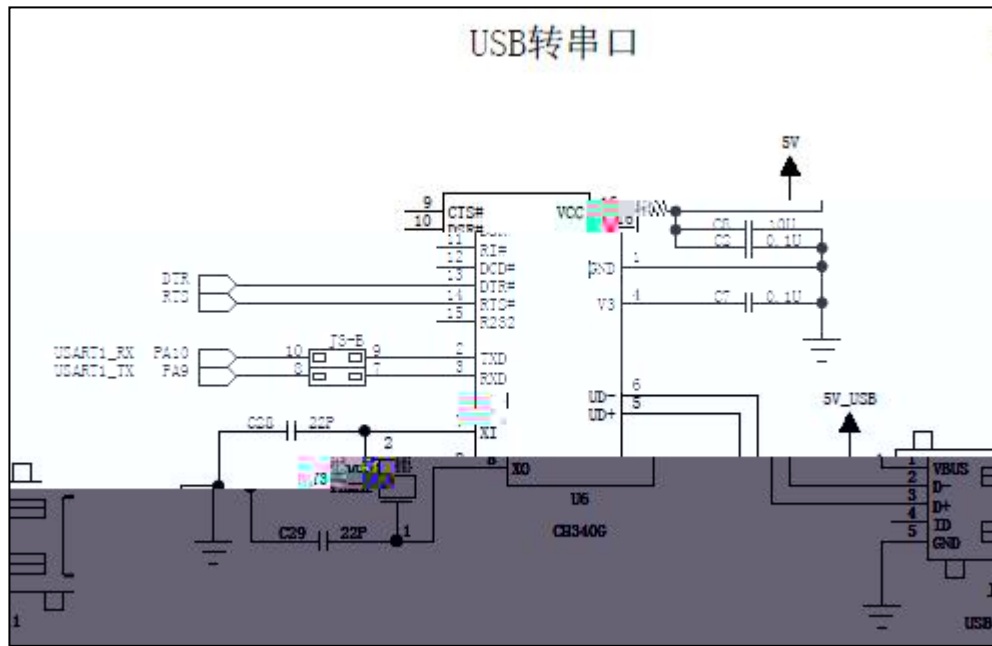 USB转串口
5V
9 CTS#
VCC
10 DSR#
11 RI#
C2 0.1U
12 DCD#
GND 1
13 DTR#
DTR
14 RTS#
RTS
V3 4 C7 0.1U
15 R232
J3-B
USART1_RX PA10 10 9 2 TXD
USART1_TX PA9 8 7 3 RXD
UD- 6
UD+ 5
5V_USB
C28 22P
XI
2
8 XO
1 VBUS
2 D-
3 D+
4 ID
5 GND
U6
CH340G
C29 22P 1
1
USB